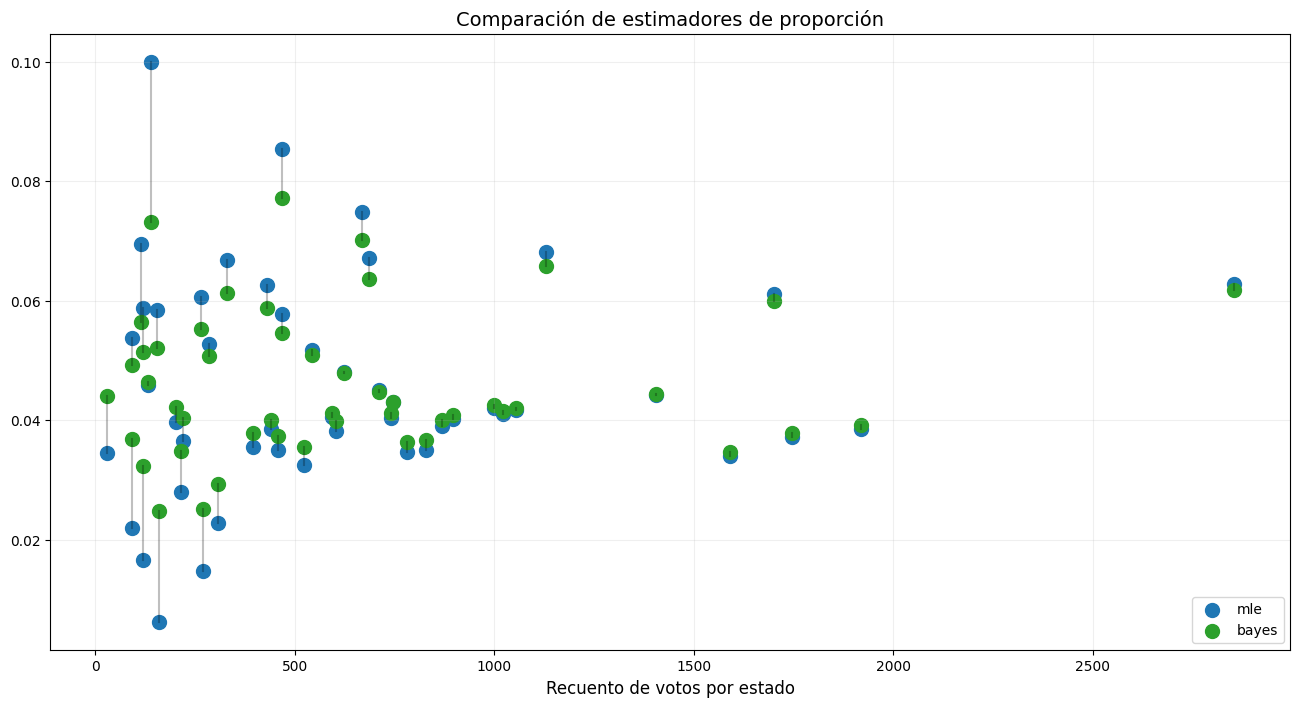 Comparación de estimadores de proporción
0.10
0.08
0.06
0.04
0.02
0 500 1000 1500 2000 2500
Recuento de votos por estado
mle
bayes